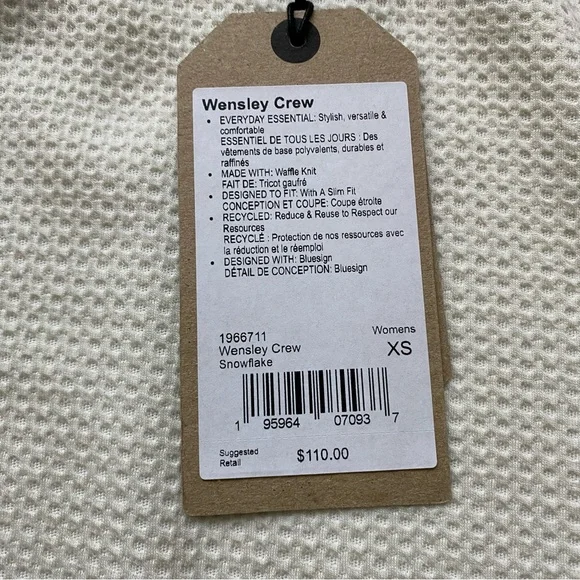 Wensley Crew
• EVERYDAY ESSENTIAL: Stylish, versatile &
comfortable
ESSENTIEL DE TOUS LES JOURS : Des
vêtements de base polyvalents, durables et
raffinés
• MADE WITH: Waffle Knit
FAIT DE: Tricot gaufré
• DESIGNED TO FIT: With A Slim Fit
CONCEPTION ET COUPE: Coupe étroite
• RECYCLED: Reduce & Reuse to Respect our
Resources
RECYCLÉ : Protection de nos ressources avec
la réduction et le réemploi
• DESIGNED WITH: Bluesign
DÉTAIL DE CONCEPTION: Bluesign
1966711
Wensley Crew
Snowflake
Womens
XS
1 95964 07093 7
Suggested
Retail
$110.00